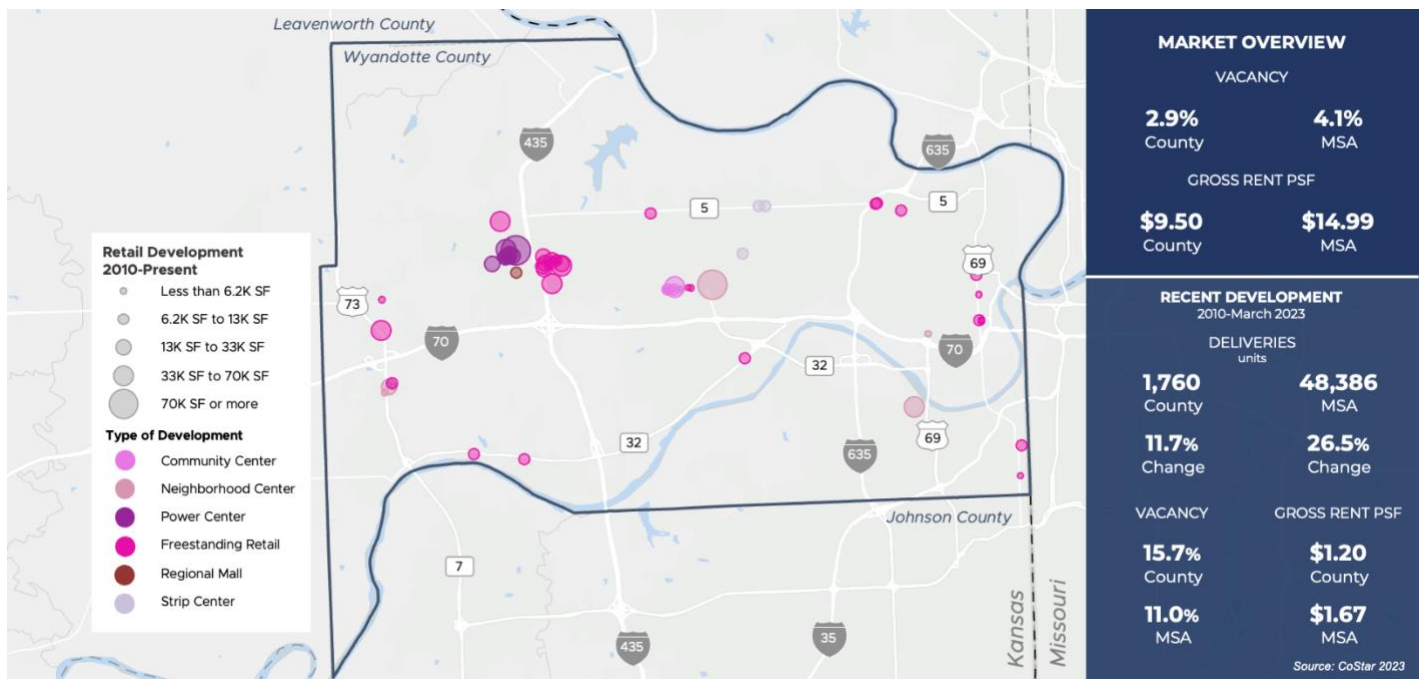 Leavenworth County
Wyandotte County
435
635
5
5
69
73
70
70
32
32
69
635
Johnson County
7
435
35
Kansas
Missouri
Retail Development
2010-Present
Less than 6.2K SF
6.2K SF to 13K SF
13K SF to 33K SF
33K SF to 70K SF
70K SF or more
Type of Development
Community Center
Neighborhood Center
Power Center
Freestanding Retail
Regional Mall
Strip Center
MARKET OVERVIEW
VACANCY
2.9% 4.1%
County MSA
GROSS RENT PSF
$9.50 $14.99
County MSA
RECENT DEVELOPMENT
2010-March 2023
DELIVERIES
units
1,760 48,386
County MSA
11.7% 26.5%
Change Change
VACANCY GROSS RENT PSF
15.7% $1.20
County County
11.0% $1.67
MSA MSA
Source: CoStar 2023